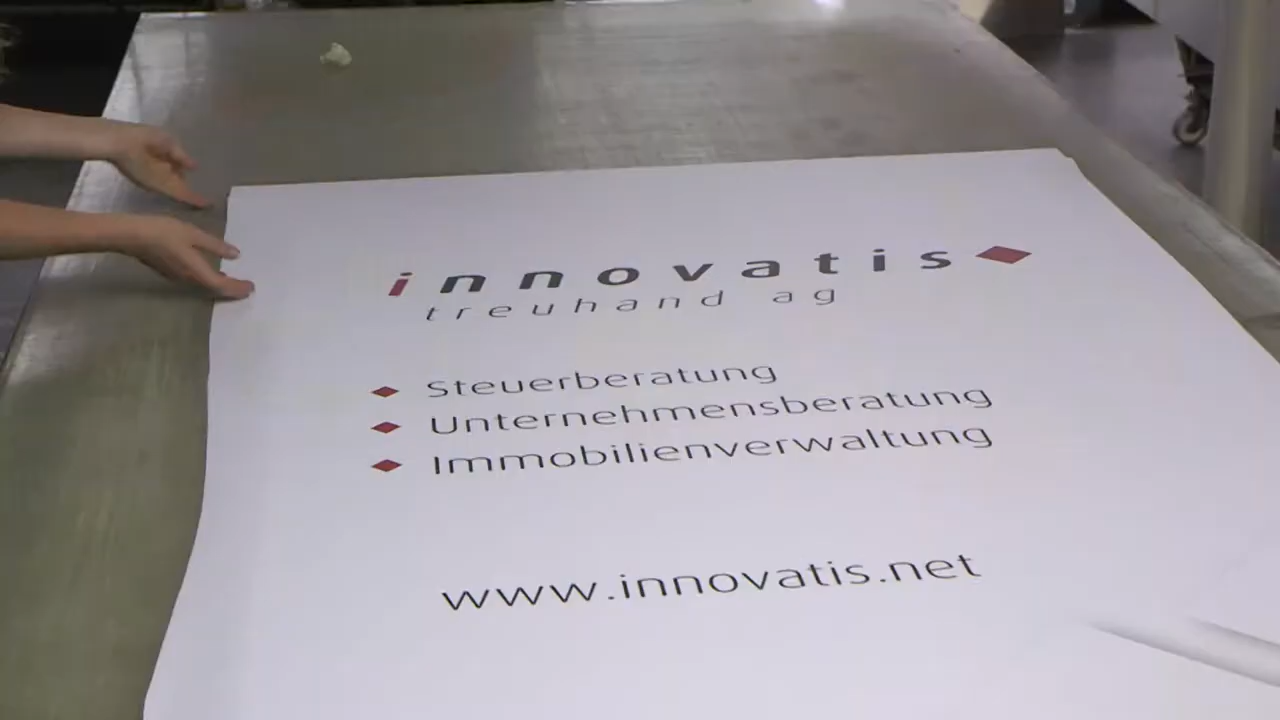 innovatis
treuhand ag
Steuerberatung
Unternehmensberatung
Immobilienverwaltung
www.innovatis.net